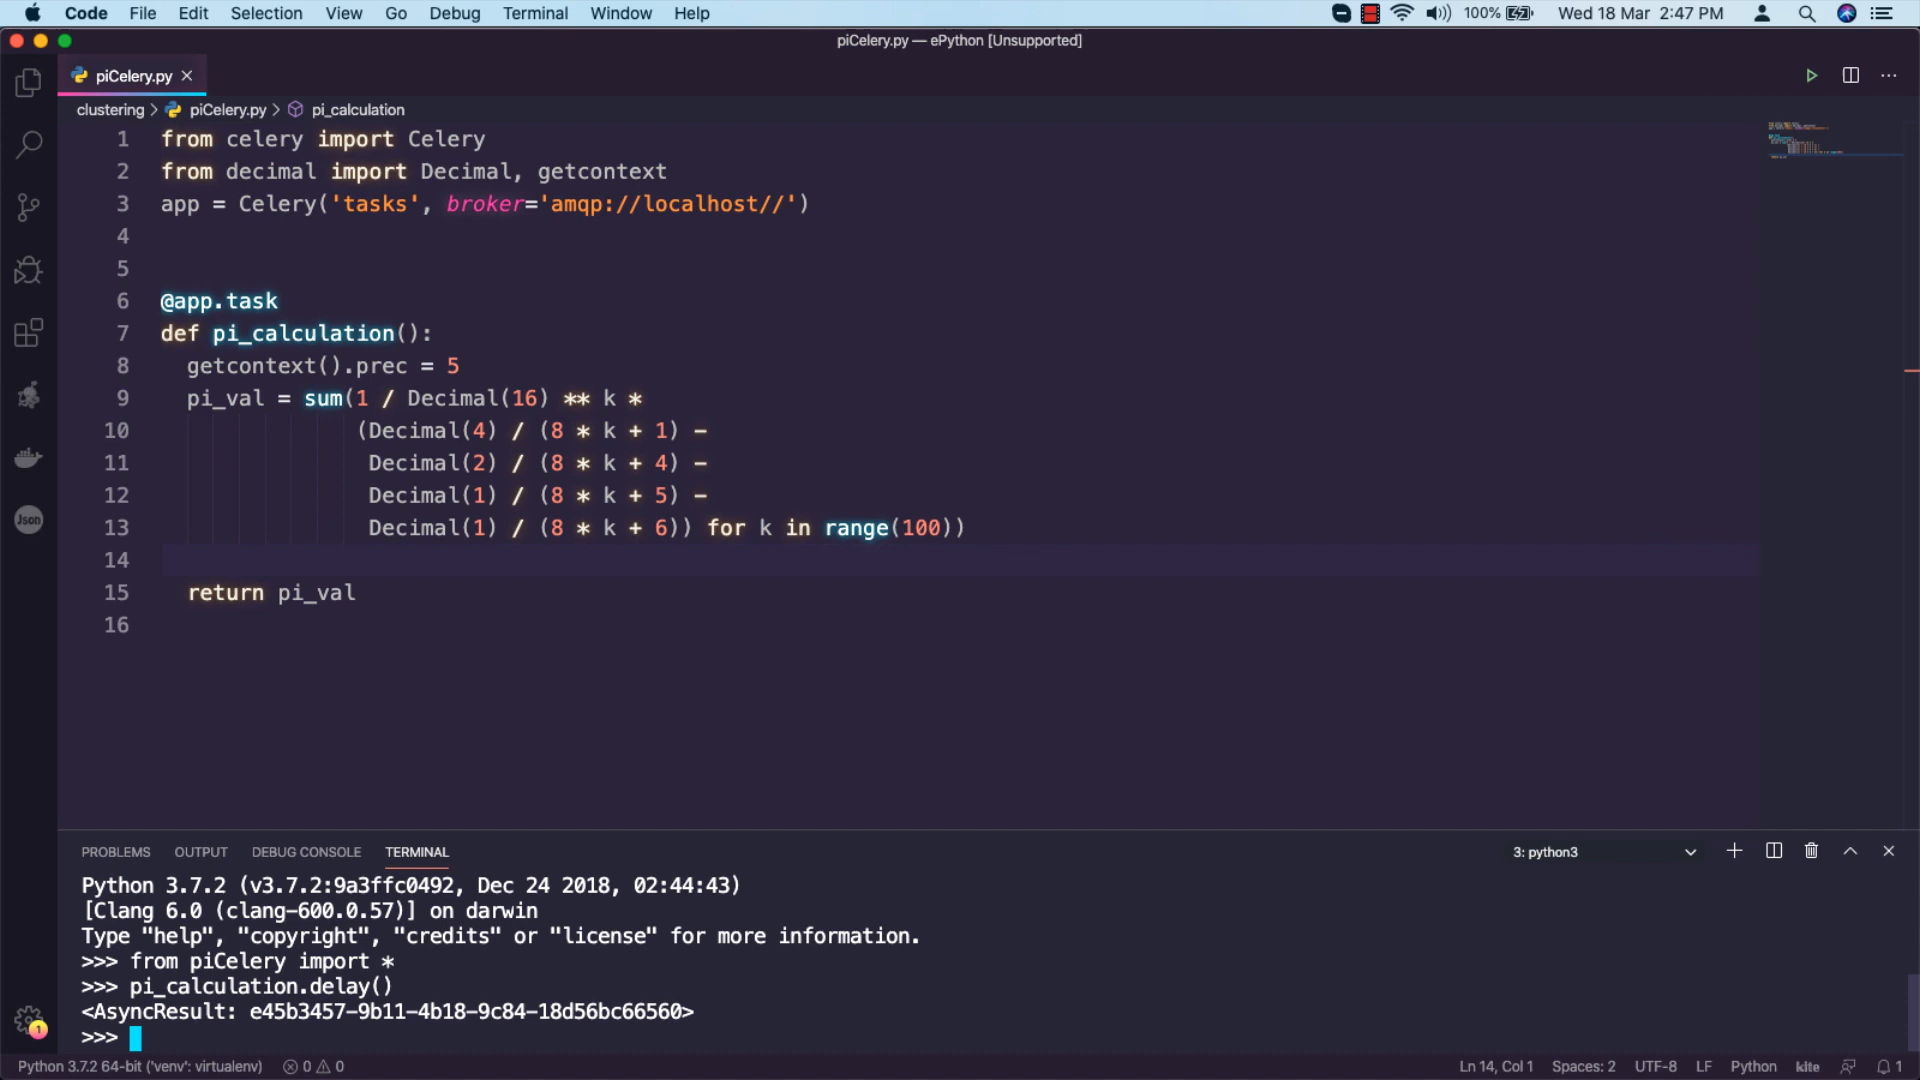 Code File Edit Selection View Go Debug Terminal Window Help 100% Wed 18 Mar 2:47 PM
piCelery.py — ePython [Unsupported]
piCelery.py
clustering > piCelery.py > pi_calculation
1 from celery import Celery
2 from decimal import Decimal, getcontext
3 app = Celery('tasks', broker='amqp://localhost//')
4
5
6 @app.task
7 def pi_calculation():
8 getcontext().prec = 5
9 pi_val = sum(1 / Decimal(16) ** k *
10 (Decimal(4) / (8 * k + 1) -
11 Decimal(2) / (8 * k + 4) -
12 Decimal(1) / (8 * k + 5) -
13 Decimal(1) / (8 * k + 6)) for k in range(100))
14
15 return pi_val
16
Json
PROBLEMS OUTPUT DEBUG CONSOLE TERMINAL 3: python3
Python 3.7.2 (v3.7.2:9a3ffc0492, Dec 24 2018, 02:44:43)
[Clang 6.0 (clang-600.0.57)] on darwin
Type "help", "copyright", "credits" or "license" for more information.
>>> from piCelery import *
>>> pi_calculation.delay()
<AsyncResult: e45b3457-9b11-4b18-9c84-18d56bc66560>
>>>
1
Python 3.7.2 64-bit ('venv': virtualenv) 0 0 Ln 14, Col 1 Spaces: 2 UTF-8 LF Python kite 1